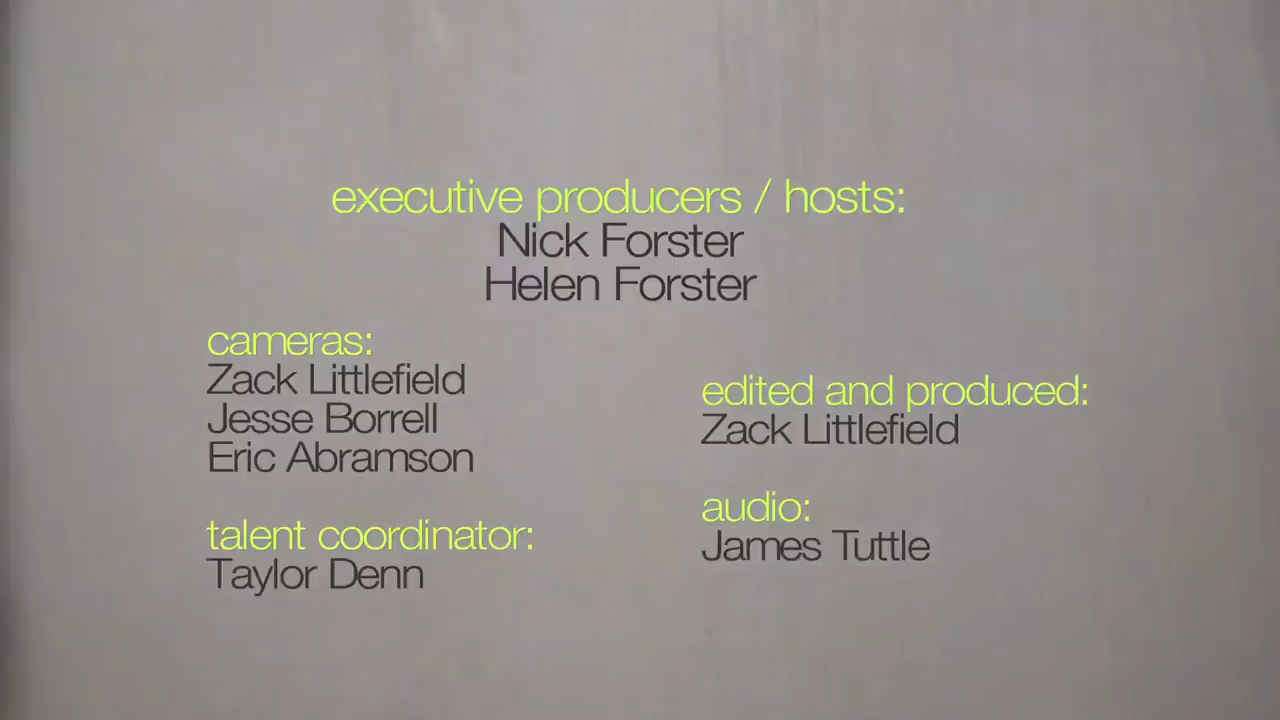 executive producers / hosts:
Nick Forster
Helen Forster
cameras:
Zack Littlefield
Jesse Borrell
Eric Abramson
talent coordinator:
Taylor Denn
edited and produced:
Zack Littlefield
audio:
James Tuttle